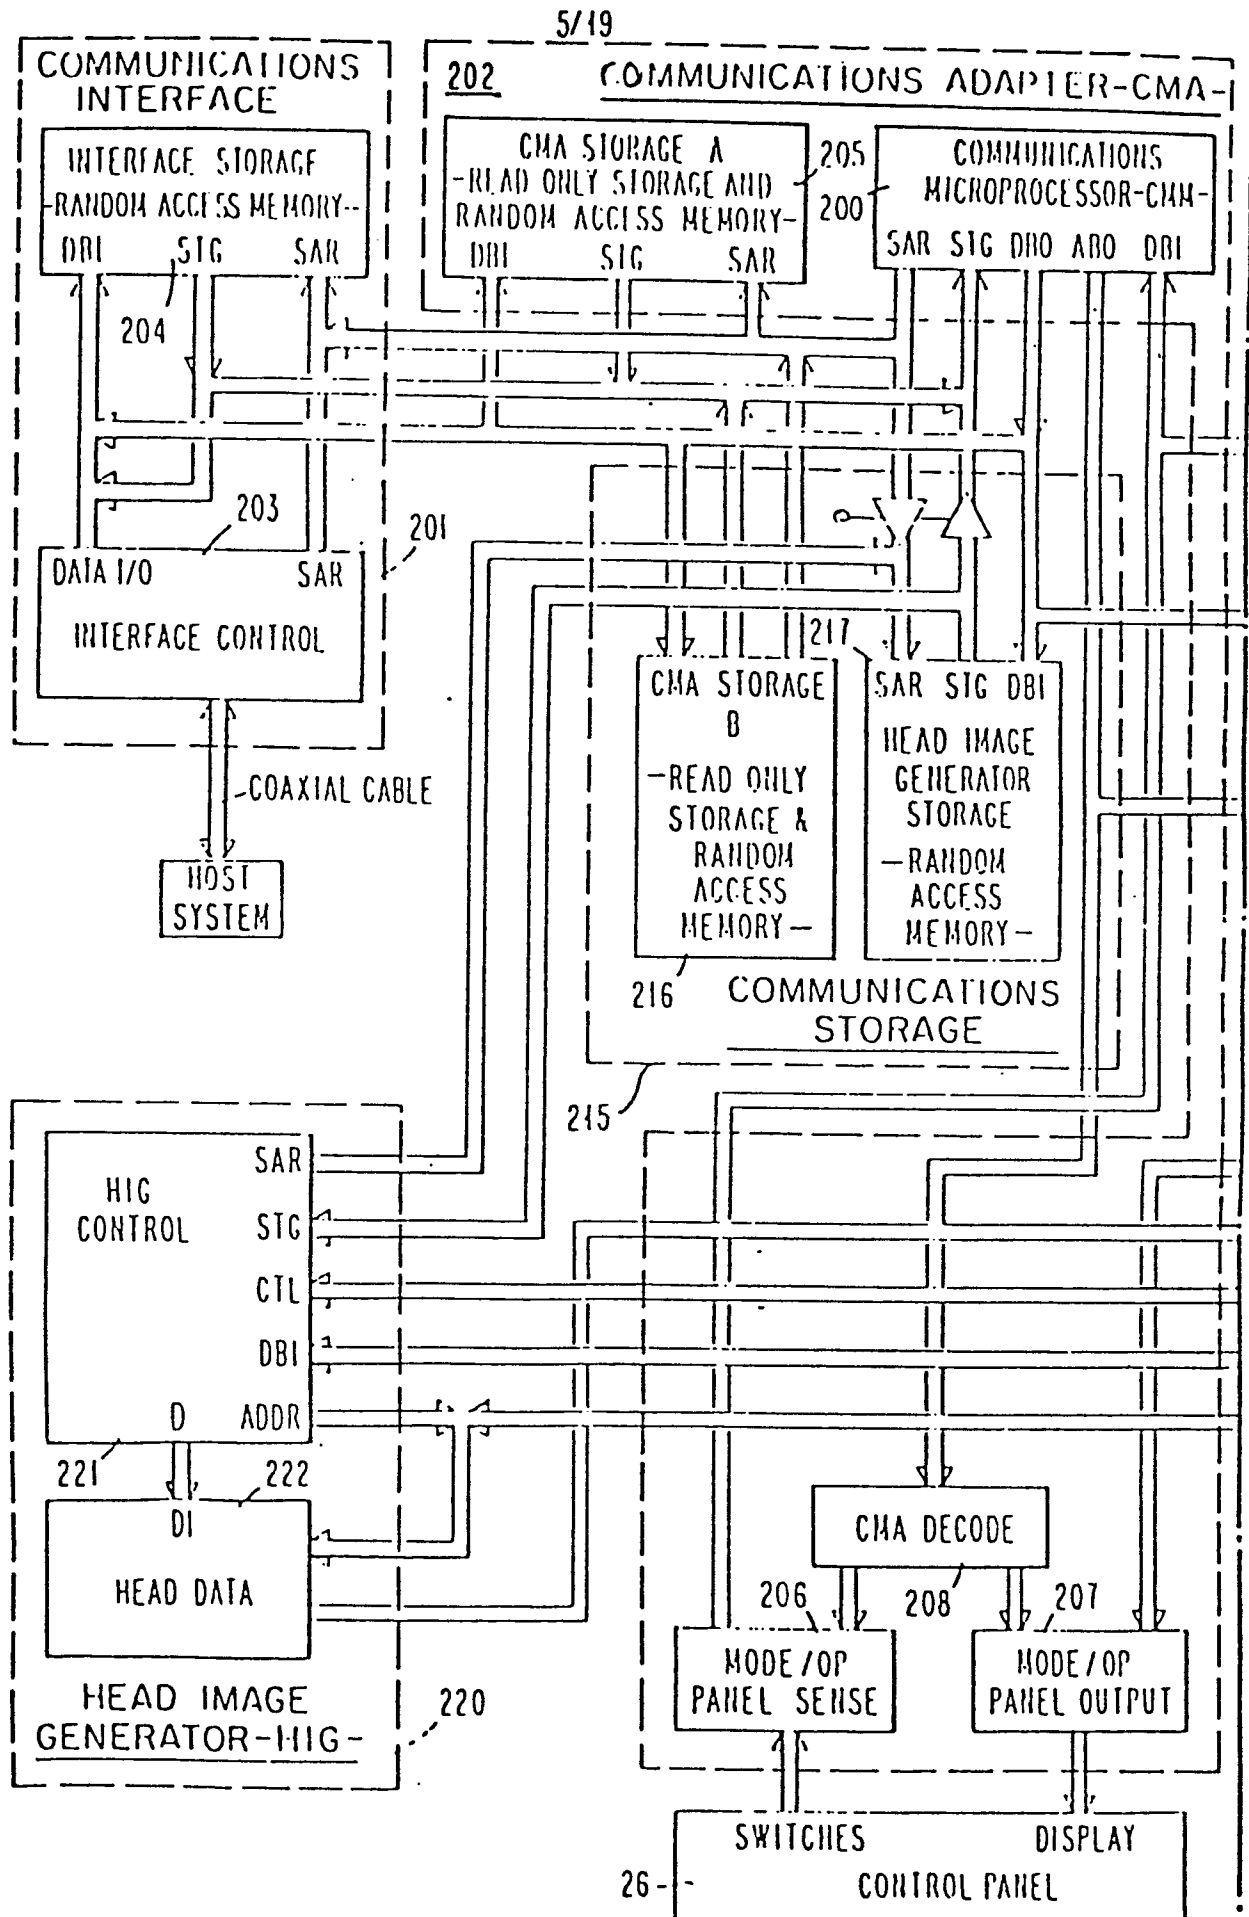 5/19
COMMUNICATIONS
INTERFACE
INTERFACE STORAGE
-RANDOM ACCESS MEMORY--
DBI STG SAR
204
203
201
DATA I/O SAR
INTERFACE CONTROL
COAXIAL CABLE
HOST
SYSTEM
202 COMMUNICATIONS ADAPTER-CMA-
CMA STORAGE A
-READ ONLY STORAGE AND
RANDOM ACCESS MEMORY-
DBI STG SAR
205
200
COMMUNICATIONS
MICROPROCESSOR-CMM-
SAR STG DBO ABO DBI
217
CMA STORAGE
B
-READ ONLY
STORAGE &
RANDOM
ACCESS
MEMORY-
216
SAR STG DBI
HEAD IMAGE
GENERATOR
STORAGE
-RANDOM
ACCESS
MEMORY-
COMMUNICATIONS
STORAGE
215
HIG
CONTROL
SAR
STG
CTL
DBI
D ADDR
221
222
DI
HEAD DATA
HEAD IMAGE
GENERATOR-HIG-
220
CMA DECODE
206
208
207
MODE/OP
PANEL SENSE
MODE/OP
PANEL OUTPUT
SWITCHES DISPLAY
26
CONTROL PANEL